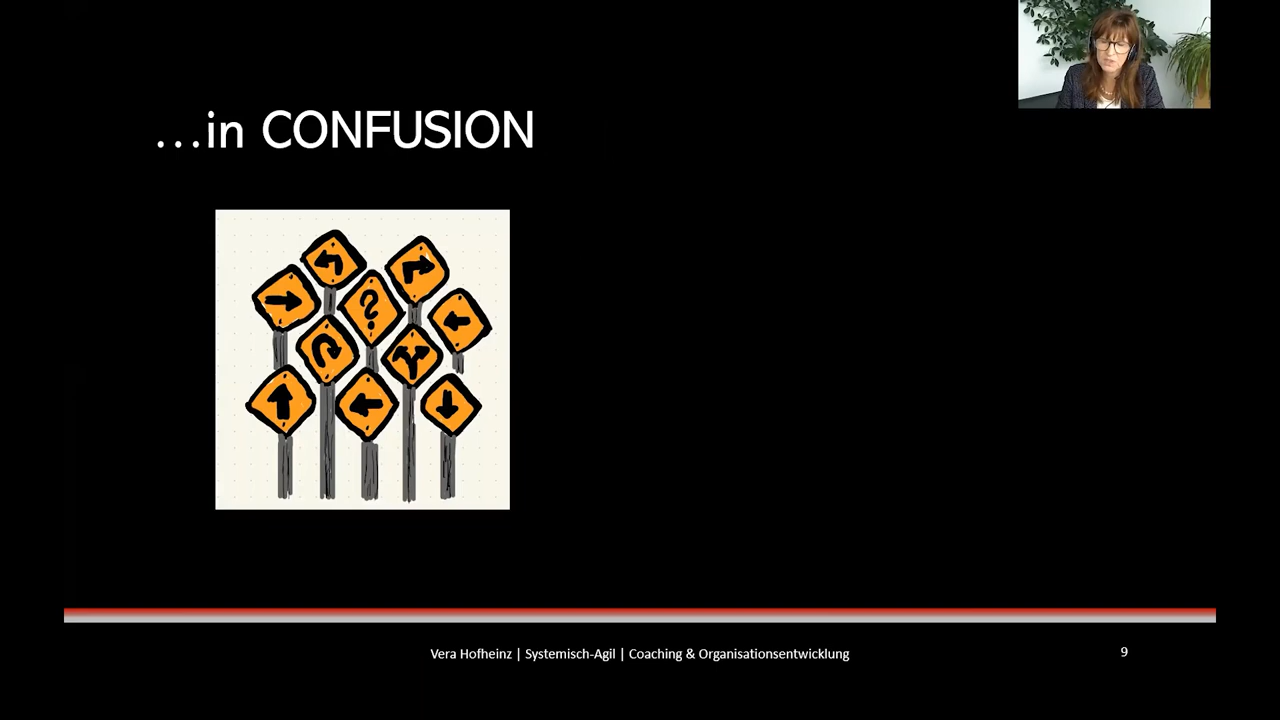 ...in CONFUSION
?
Vera Hofheinz | Systemisch-Agil | Coaching & Organisationsentwicklung
9